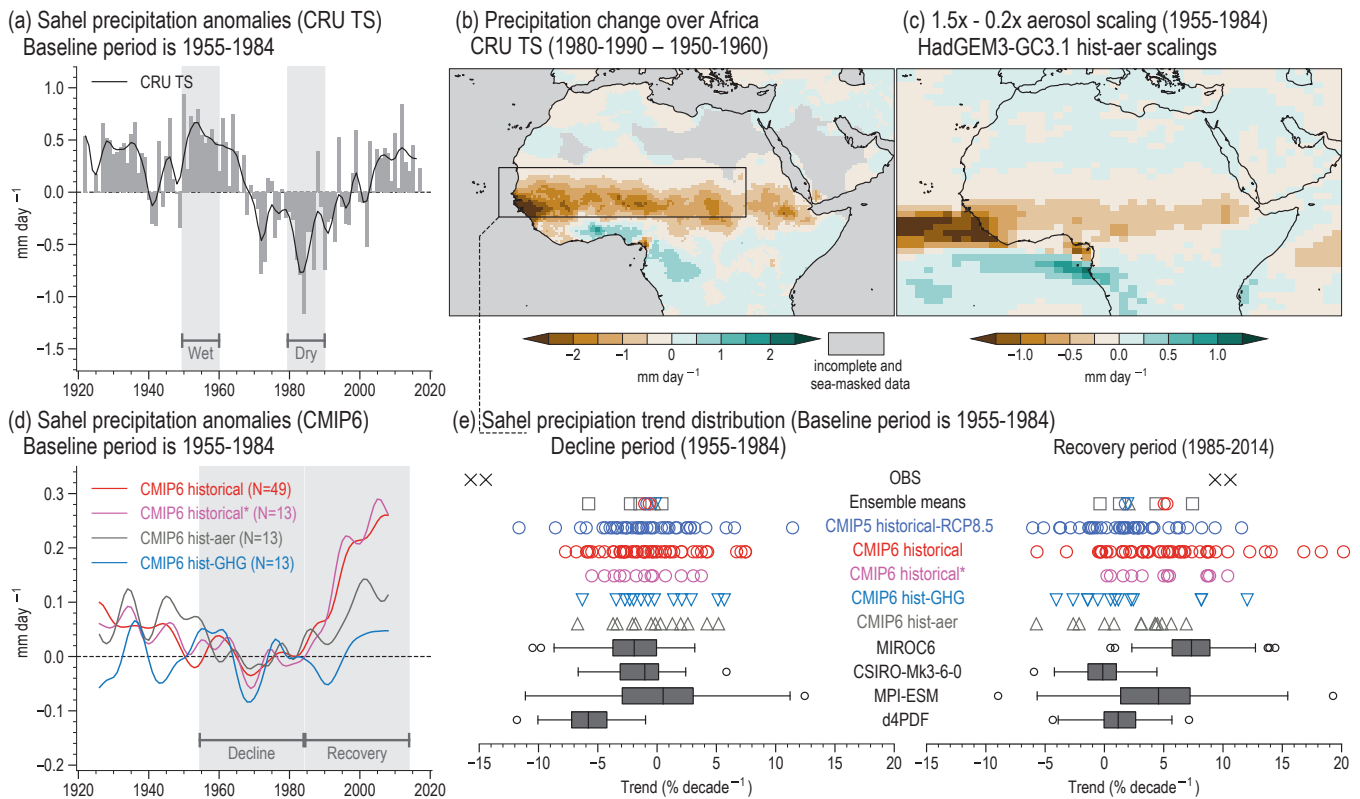 (a) Sahel precipitation anomalies (CRU TS)
Baseline period is 1955-1984
CRU TS
1.0
0.5
0.0
−0.5
−1.0
−1.5
mm day −1
Wet
Dry
1920 1940 1960 1980 2000 2020
(b) Precipitation change over Africa
CRU TS (1980-1990 – 1950-1960)
−2 −1 0 1 2
mm day −1
incomplete and
sea-masked data
(c) 1.5x - 0.2x aerosol scaling (1955-1984)
HadGEM3-GC3.1 hist-aer scalings
−1.0 −0.5 0.0 0.5 1.0
mm day −1
(d) Sahel precipitation anomalies (CMIP6)
Baseline period is 1955-1984
CMIP6 historical (N=49)
CMIP6 historical* (N=13)
CMIP6 hist-aer (N=13)
CMIP6 hist-GHG (N=13)
0.3
0.2
0.1
0.0
−0.1
−0.2
mm day −1
Decline
Recovery
1920 1940 1960 1980 2000 2020
(e) Sahel precipiation trend distribution (Baseline period is 1955-1984)
Decline period (1955-1984)
Recovery period (1985-2014)
OBS
Ensemble means
CMIP5 historical-RCP8.5
CMIP6 historical
CMIP6 historical*
CMIP6 hist-GHG
CMIP6 hist-aer
MIROC6
CSIRO-Mk3-6-0
MPI-ESM
d4PDF
−15 −10 −5 0 5 10 15
Trend (% decade−1)
−15 −10 −5 0 5 10 15 20
Trend (% decade−1)